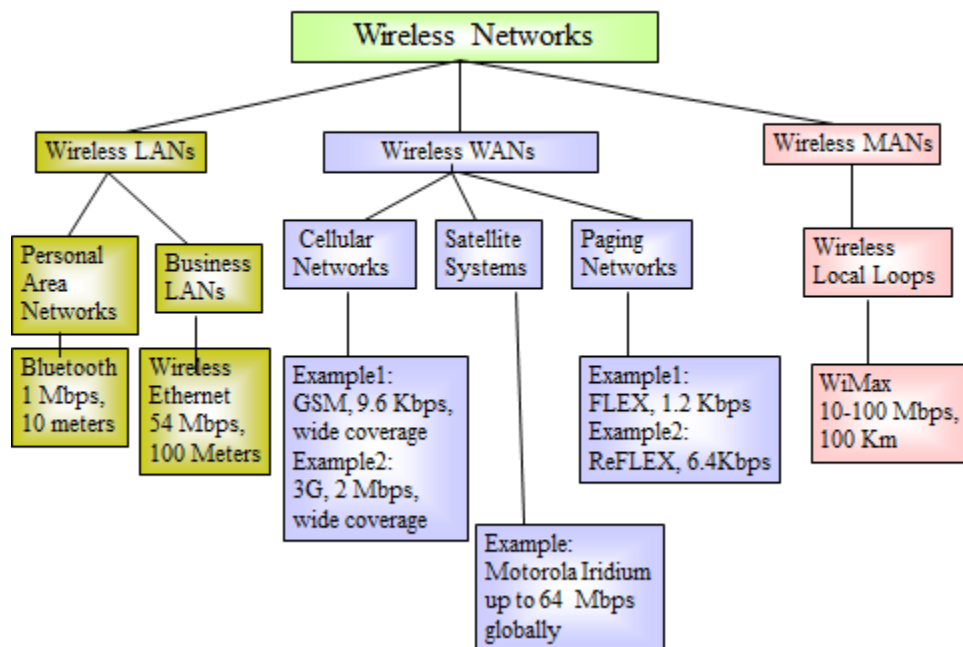 Wireless Networks
Wireless LANs
Wireless WANs
Wireless MANs
Personal
Area
Networks
Business
LANs
Cellular
Networks
Satellite
Systems
Paging
Networks
Wireless
Local Loops
Bluetooth
1 Mbps,
10 meters
Wireless
Ethernet
54 Mbps,
100 Meters
Example1:
GSM, 9.6 Kbps,
wide coverage
Example2:
3G, 2 Mbps,
wide coverage
Example:
Motorola Iridium
up to 64 Mbps
globally
Example1:
FLEX, 1.2 Kbps
Example2:
ReFLEX, 6.4Kbps
WiMax
10-100 Mbps,
100 Km